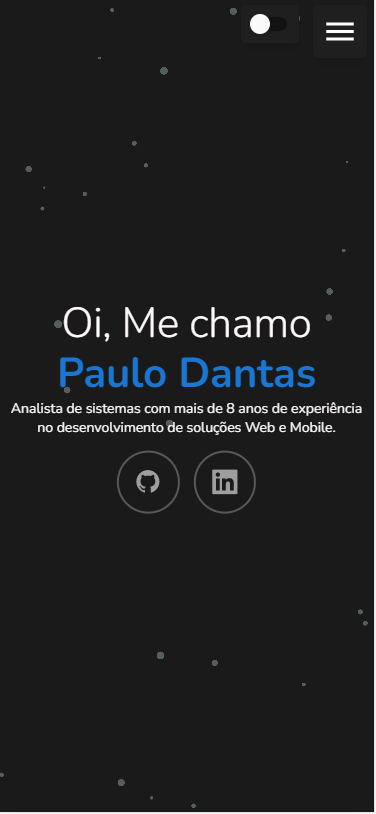 Oi, Me chamo
Paulo Dantas
Analista de sistemas com mais de 8 anos de experiência
no desenvolvimento de soluções Web e Mobile.
in